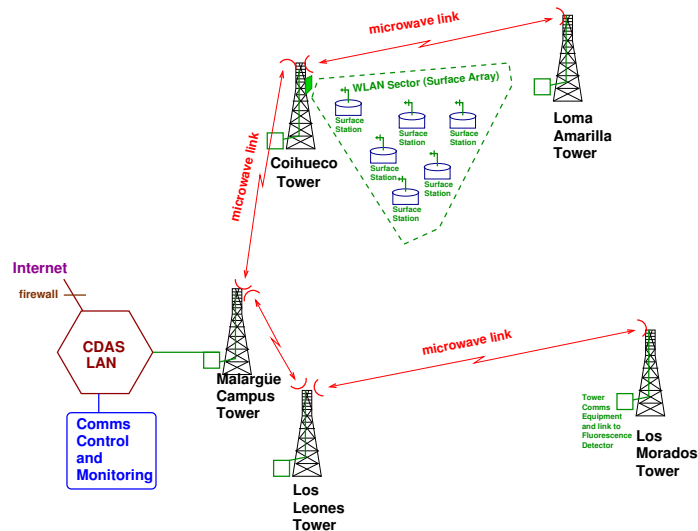 microwave link
WLAN Sector (Surface Array)
Surface
Station
Surface
Station
Surface
Station
Surface
Station
Surface
Station
Surface
Station
Loma
Amarilla
Tower
Coihueco
Tower
microwave link
Internet
firewall
CDAS
LAN
Malargüe
Campus
Tower
microwave link
Comms
Control
and
Monitoring
Tower
Comms
Equipment
and link to
Fluorescence
Detector
Los
Morados
Tower
Los
Leones
Tower